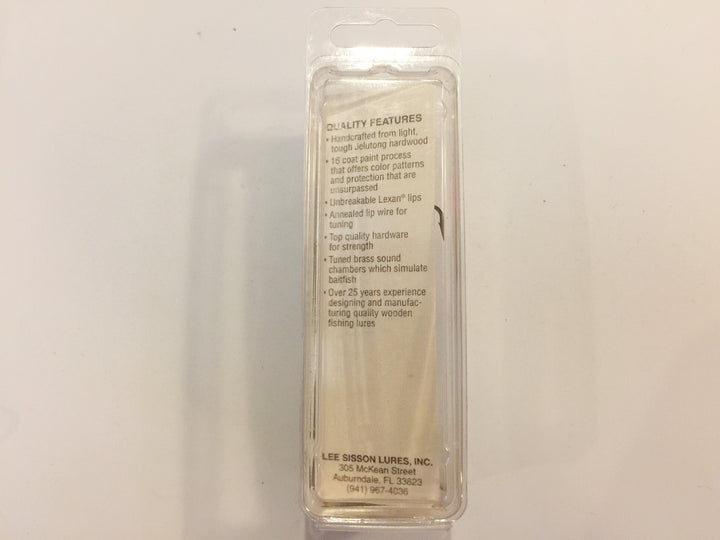 QUALITY FEATURES
• Handcrafted from light,
tough Jelutong hardwood
• 16 coat paint process
that offers color patterns
and protection that are
unsurpassed
• Unbreakable Lexan® lips
• Annealed lip wire for
tuning
• Top quality hardware
for strength
• Tuned brass sound
chambers which simulate
baitfish
• Over 25 years experience
designing and manufac-
turing quality wooden
fishing lures
LEE SISSON LURES, INC.
305 McKean Street
Auburndale, FL 33823
(941) 967-4036